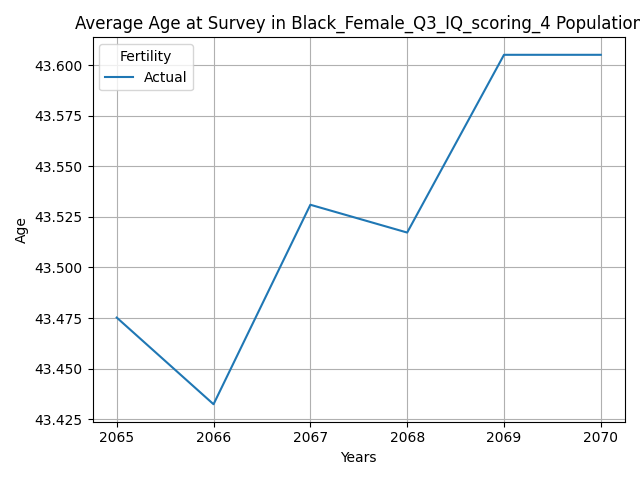 Average Age at Survey in Black_Female_Q3_IQ_scoring_4 Population
Fertility
Actual
43.600
43.575
43.550
43.525
43.500
43.475
43.450
43.425
Age
2065 2066 2067 2068 2069 2070
Years